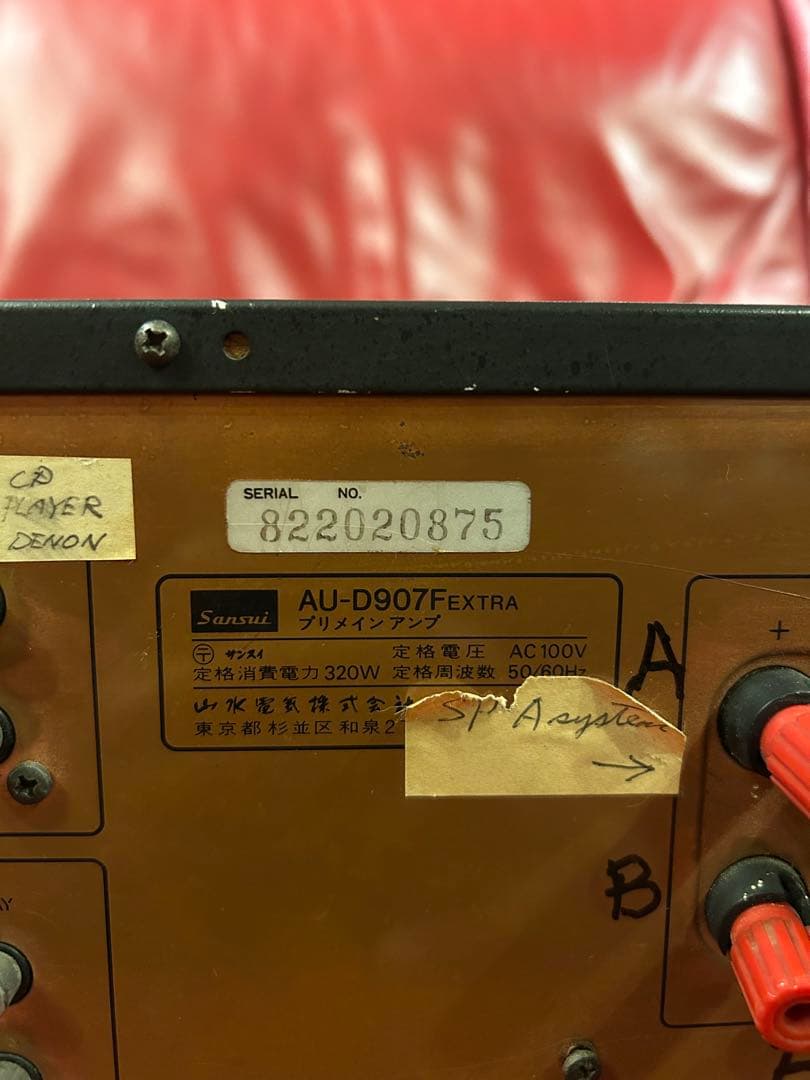 CD
PLAYER
DENON
SERIAL NO.
822020875
Sansui AU-D907F EXTRA
プリメインアンプ
〒 サンスイ 定格電圧 AC100V
定格消費電力 320W 定格周波数 50/60Hz
山水電気株式会社
東京都杉並区和泉2
SP A system
→
A
+
B